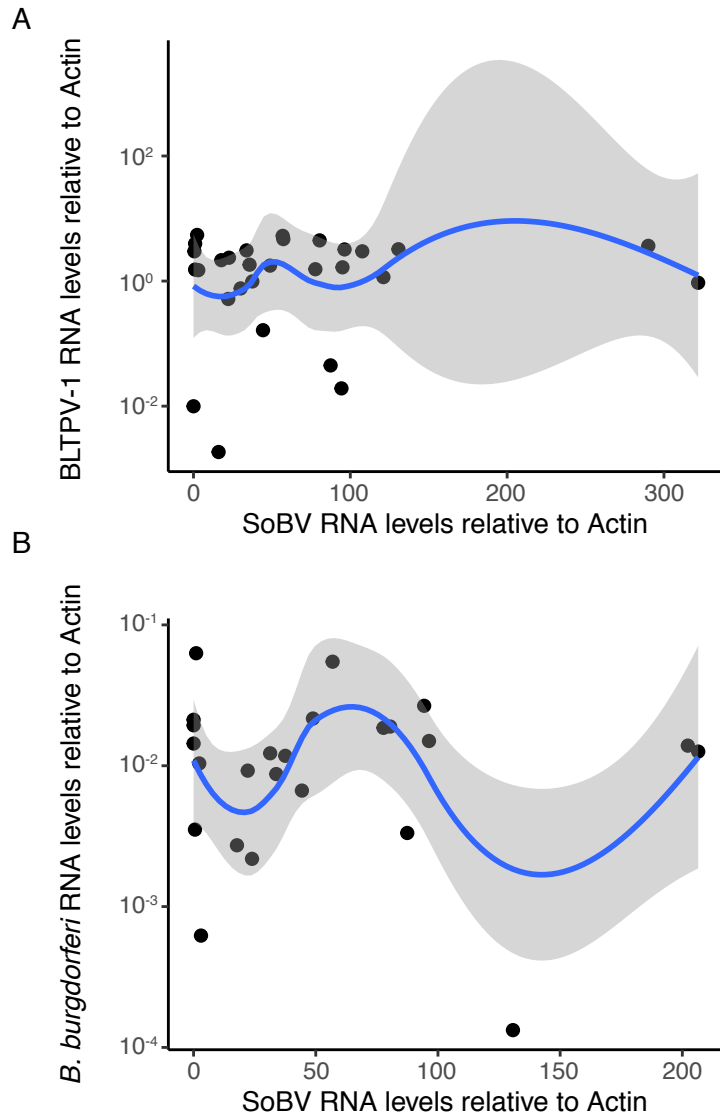 A
BLTPV-1 RNA levels relative to Actin
10²
10⁰
10⁻²
0 100 200 300
SoBV RNA levels relative to Actin
B
B. burgdorferi RNA levels relative to Actin
10⁻¹
10⁻²
10⁻³
10⁻⁴
0 50 100 150 200
SoBV RNA levels relative to Actin